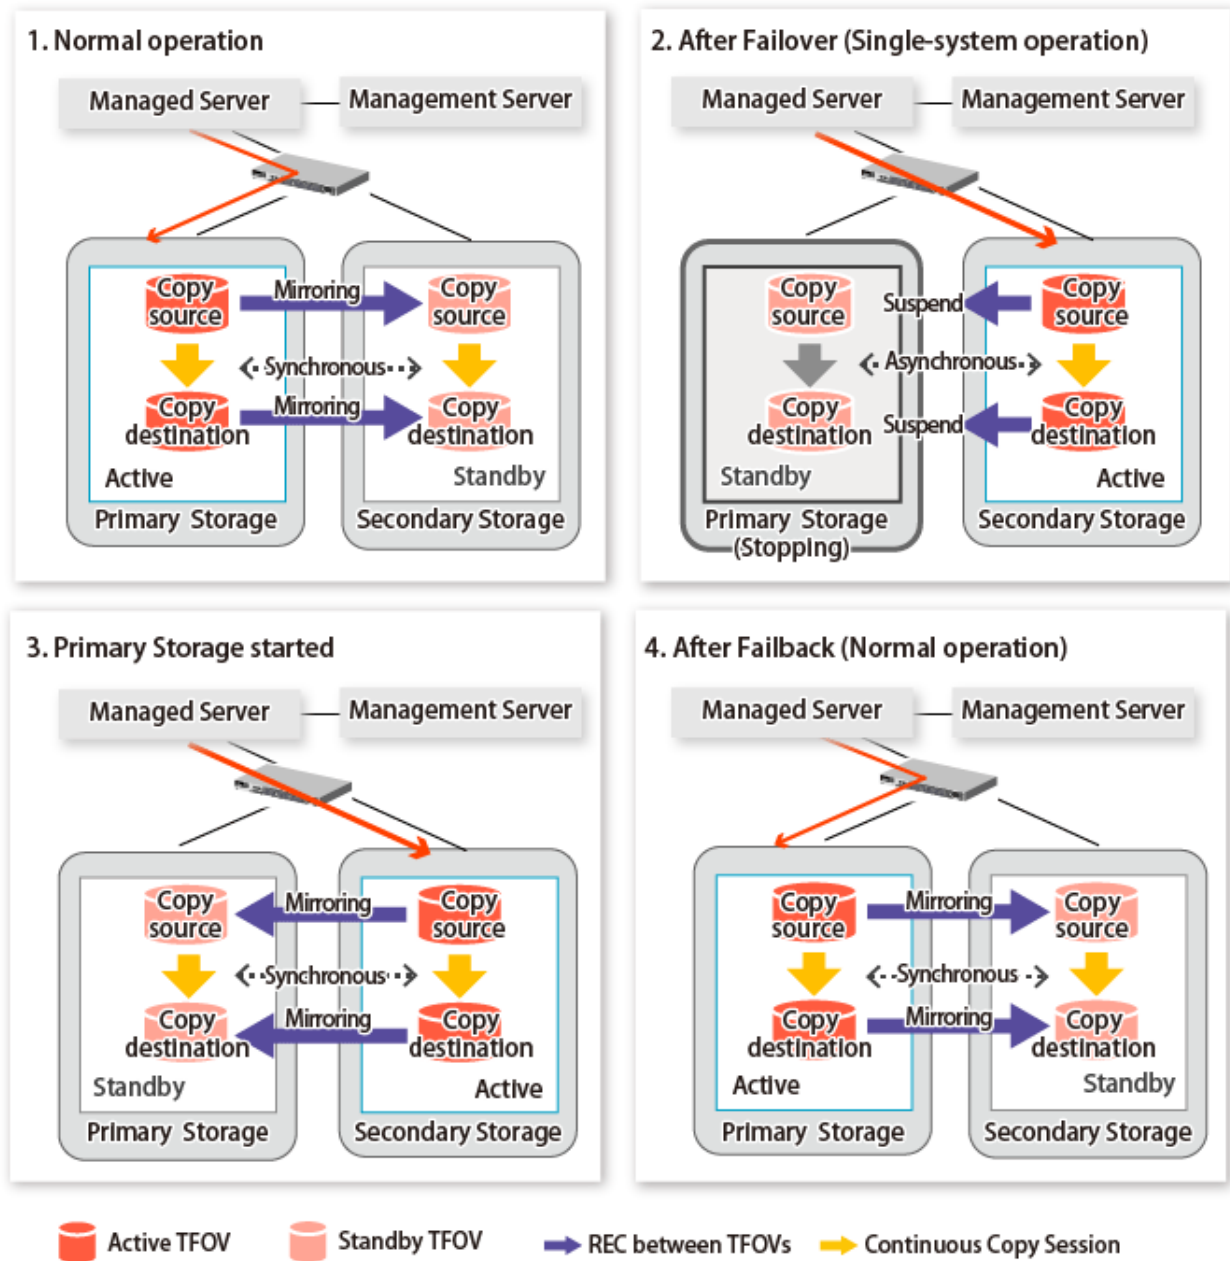 1. Normal operation
Managed Server
Management Server
Copy
source
Mirroring
Copy
source
Synchronous
Copy
destination
Mirroring
Copy
destination
Active
Standby
Primary Storage
Secondary Storage
2. After Failover (Single-system operation)
Managed Server
Management Server
Copy
source
Suspend
Copy
source
Asynchronous
Copy
destination
Suspend
Copy
destination
Standby
Active
Primary Storage
(Stopping)
Secondary Storage
3. Primary Storage started
Managed Server
Management Server
Copy
source
Mirroring
Copy
source
Synchronous
Copy
destination
Mirroring
Copy
destination
Standby
Active
Primary Storage
Secondary Storage
4. After Failback (Normal operation)
Managed Server
Management Server
Copy
source
Mirroring
Copy
source
Synchronous
Copy
destination
Mirroring
Copy
destination
Active
Standby
Primary Storage
Secondary Storage
Active TFOV
Standby TFOV
REC between TFOVs
Continuous Copy Session